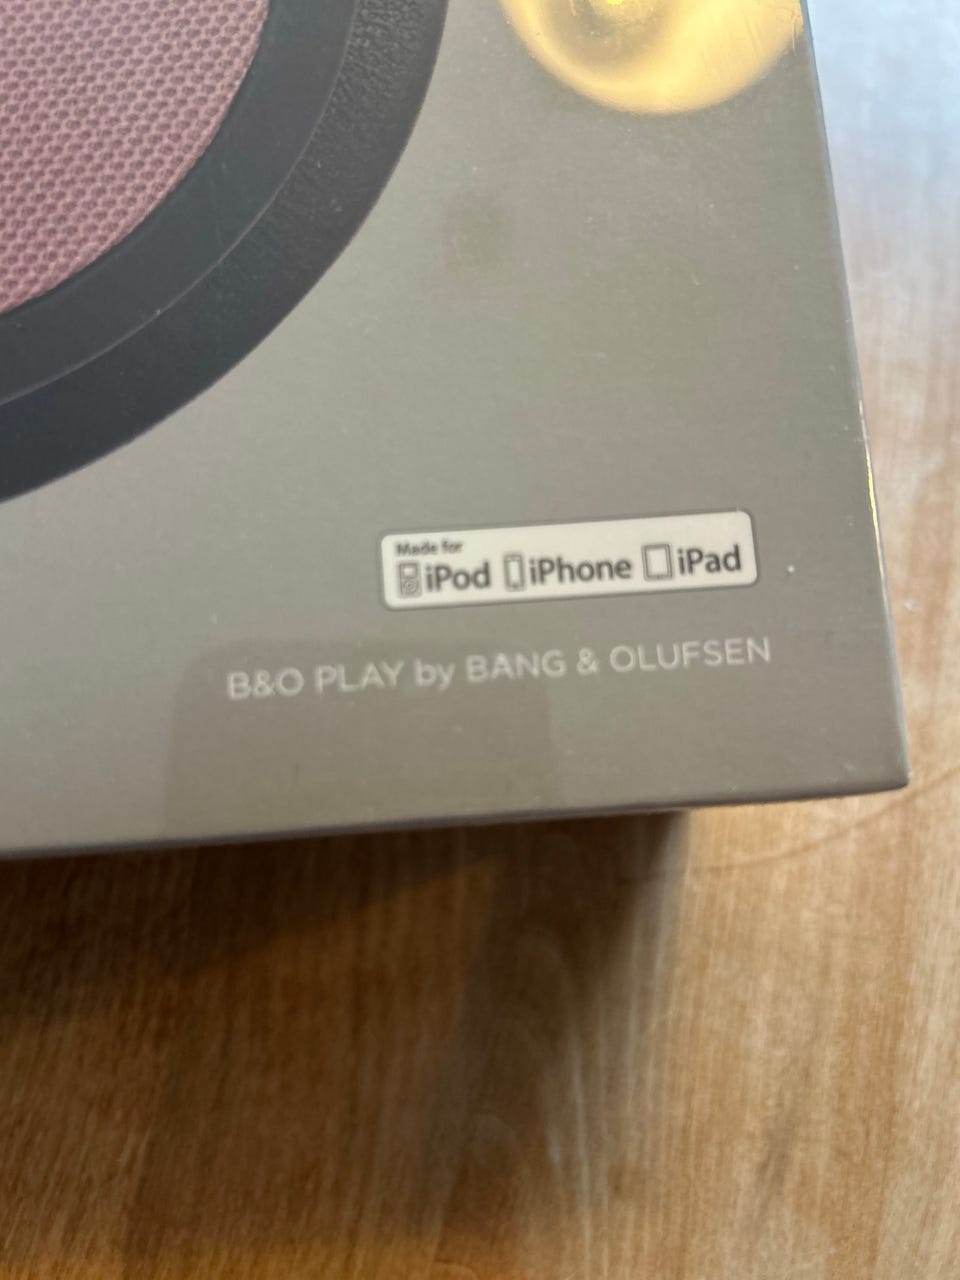 Made for
iPod iPhone iPad
B&O PLAY by BANG & OLUFSEN